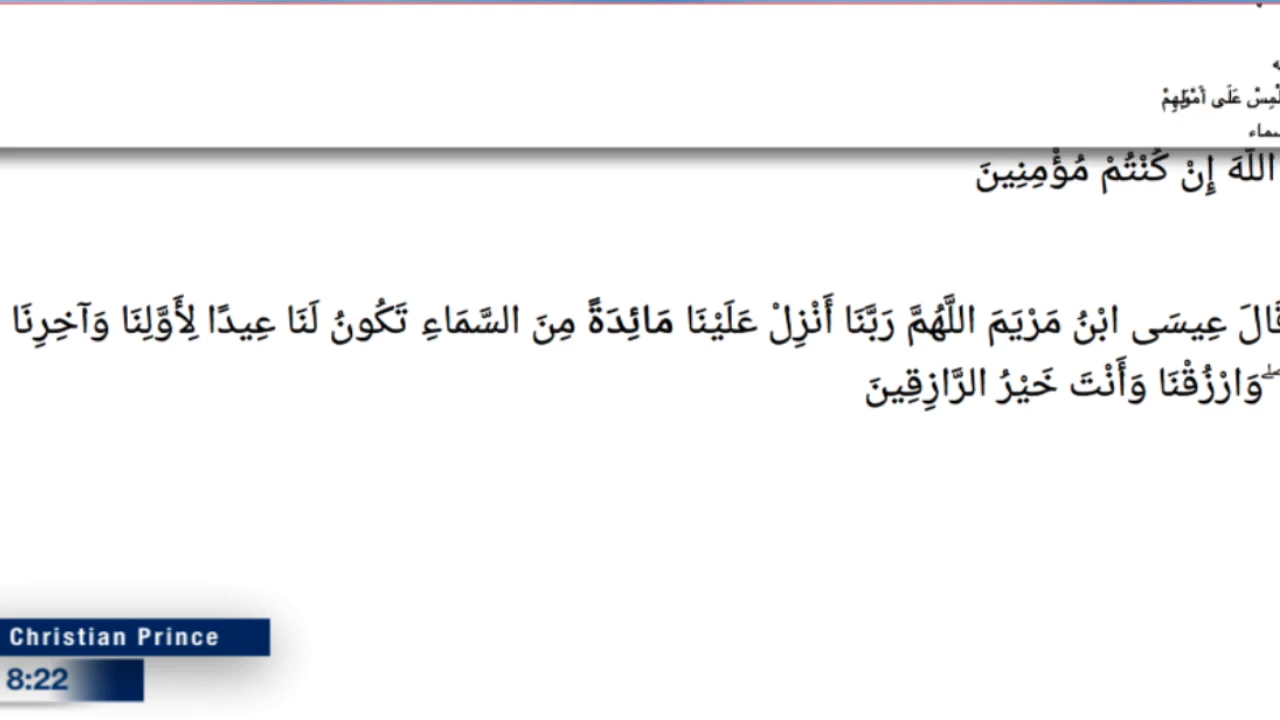 عَلَى أَمْوَٰلِهِمْ
اللَّهَ إِنْ كُنْتُمْ مُؤْمِنِينَ
قَالَ عِيسَى ابْنُ مَرْيَمَ اللَّهُمَّ رَبَّنَا أَنْزِلْ عَلَيْنَا مَائِدَةً مِنَ السَّمَاءِ تَكُونُ لَنَا عِيدًا لِأَوَّلِنَا وَآخِرِنَا
ۖ وَارْزُقْنَا وَأَنْتَ خَيْرُ الرَّازِقِينَ
Christian Prince
8:22